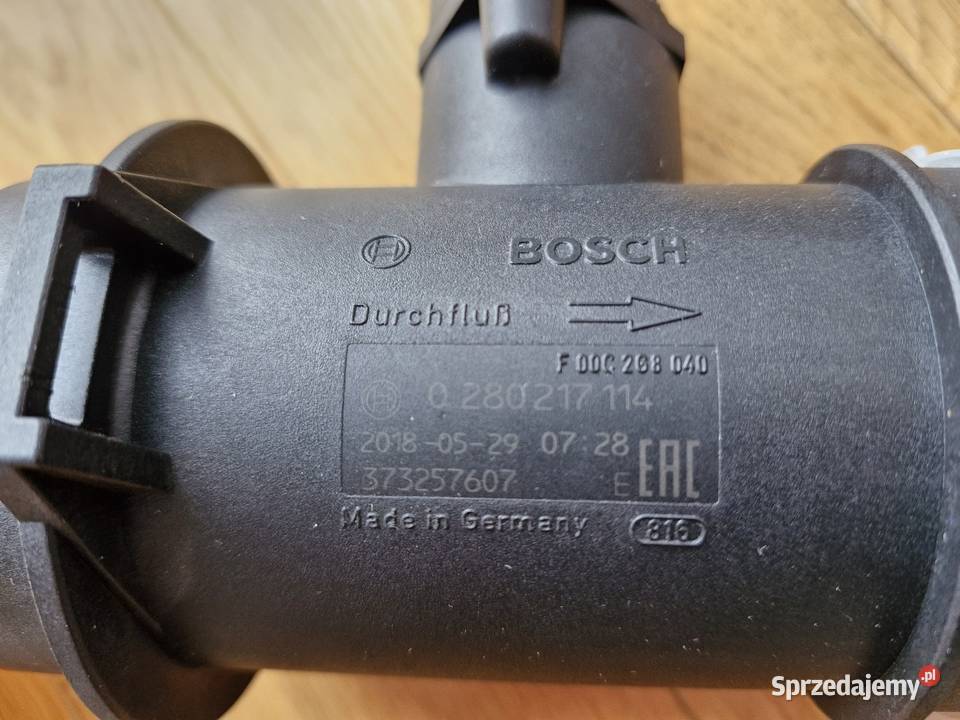 BOSCH
Durchfluß
F 00C 2G8 040
0 280 217 114
2018-05-29 07:28
373257607 E EAC
Made in Germany 816
Sprzedajemy.pl